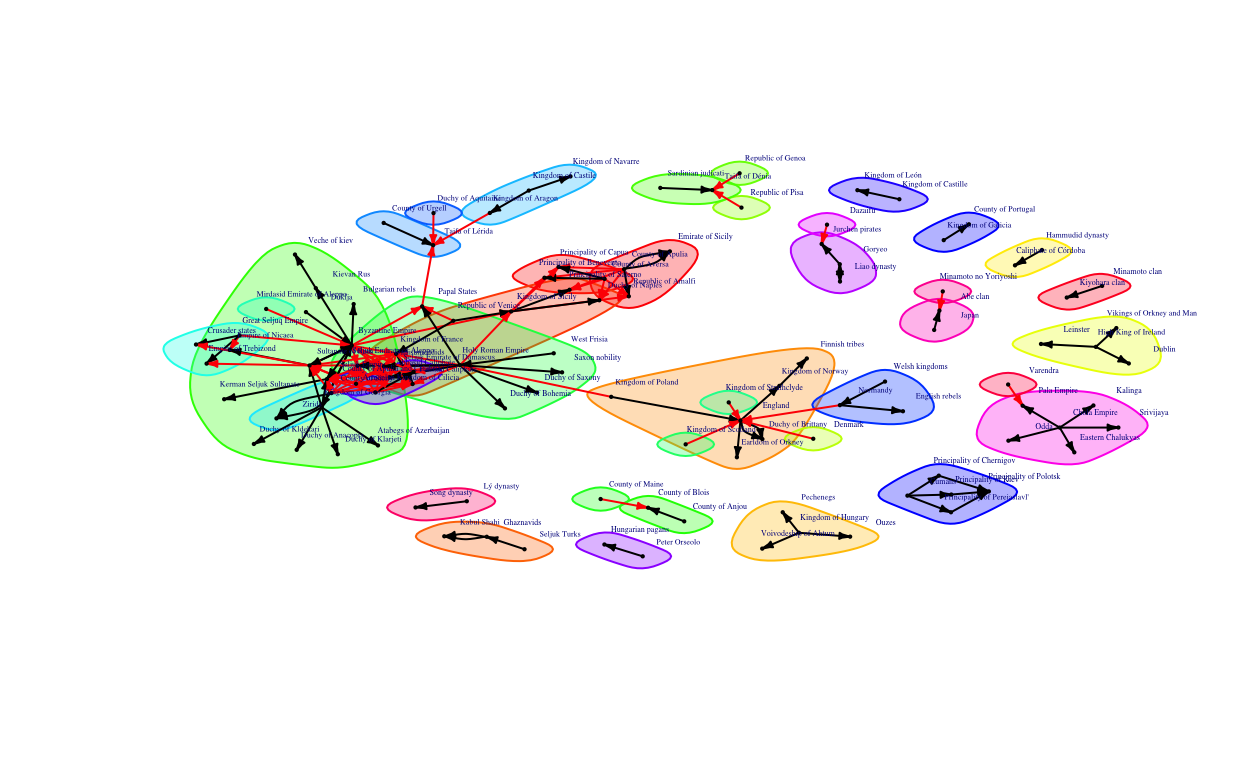 Republic of Genoa
Kingdom of Navarre
Sardinian judicati
Taifa of Dénia
Kingdom of Castile
Kingdom of León
Kingdom of Castille
Republic of Pisa
Duchy of Aquitaine
Kingdom of Aragon
County of Urgell
Dazaifu
County of Portugal
Kingdom of Galicia
Jurchen pirates
Taifa of Lérida
Emirate of Sicily
Hammudid dynasty
Veche of kiev
Goryeo
Caliphate of Córdoba
Principality of Capua
County of Apulia
Principality of Benevento
County of Aversa
Liao dynasty
Kievan Rus
Minamoto no Yoriyoshi
Minamoto clan
Principality of Salerno
Republic of Amalfi
Kiyohara clan
Bulgarian rebels
Papal States
Duchy of Naples
Mirdasid Emirate of Aleppo
Duklja
Kingdom of Sicily
Abe clan
Republic of Venice
Japan
Vikings of Orkney and Man
Great Seljuq Empire
Crusader states
Byzantine Empire
Leinster
High King of Ireland
Empire of Nicaea
Kingdom of France
West Frisia
Finnish tribes
Dublin
Empire of Trebizond
Holy Roman Empire
Saxon nobility
Kerman Seljuk Sultanate
Duchy of Saxony
Kingdom of Poland
Kingdom of Norway
Welsh kingdoms
Varendra
Kingdom of Strathclyde
Normandy
English rebels
Pala Empire
Kalinga
Duchy of Bohemia
Ziridi
England
Chola Empire
Srivijaya
Duchy of Kldekari
Duchy of Klarjeti
Atabegs of Azerbaijan
Kingdom of Scotland
Duchy of Brittany
Denmark
Odda
Eastern Chalukyas
Earldom of Orkney
Principality of Chernigov
Principality of Kiev
Principality of Polotsk
Principality of Pereiaslavl'
Lý dynasty
Song dynasty
County of Maine
County of Blois
County of Anjou
Pechenegs
Kingdom of Hungary
Ouzes
Voivodeship of Ahtum
Kabul Shahi
Ghaznavids
Seljuk Turks
Hungarian pagans
Peter Orseolo